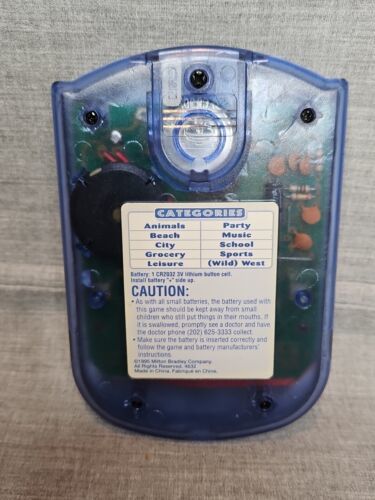 CATEGORIES
Animals Party
Beach Music
City School
Grocery Sports
Leisure (Wild) West
Battery: 1 CR2032 3V lithium button cell.
Install battery "+" side up.
CAUTION:
• As with all small batteries, the battery used with
this game should be kept away from small
children who still put things in their mouths. If
it is swallowed, promptly see a doctor and have
the doctor phone (202) 625-3333 collect.
• Make sure the battery is inserted correctly and
follow the game and battery manufacturers'
instructions.
©1995 Milton Bradley Company.
All Rights Reserved. 4632
Made in China. Fabriqué en Chine.